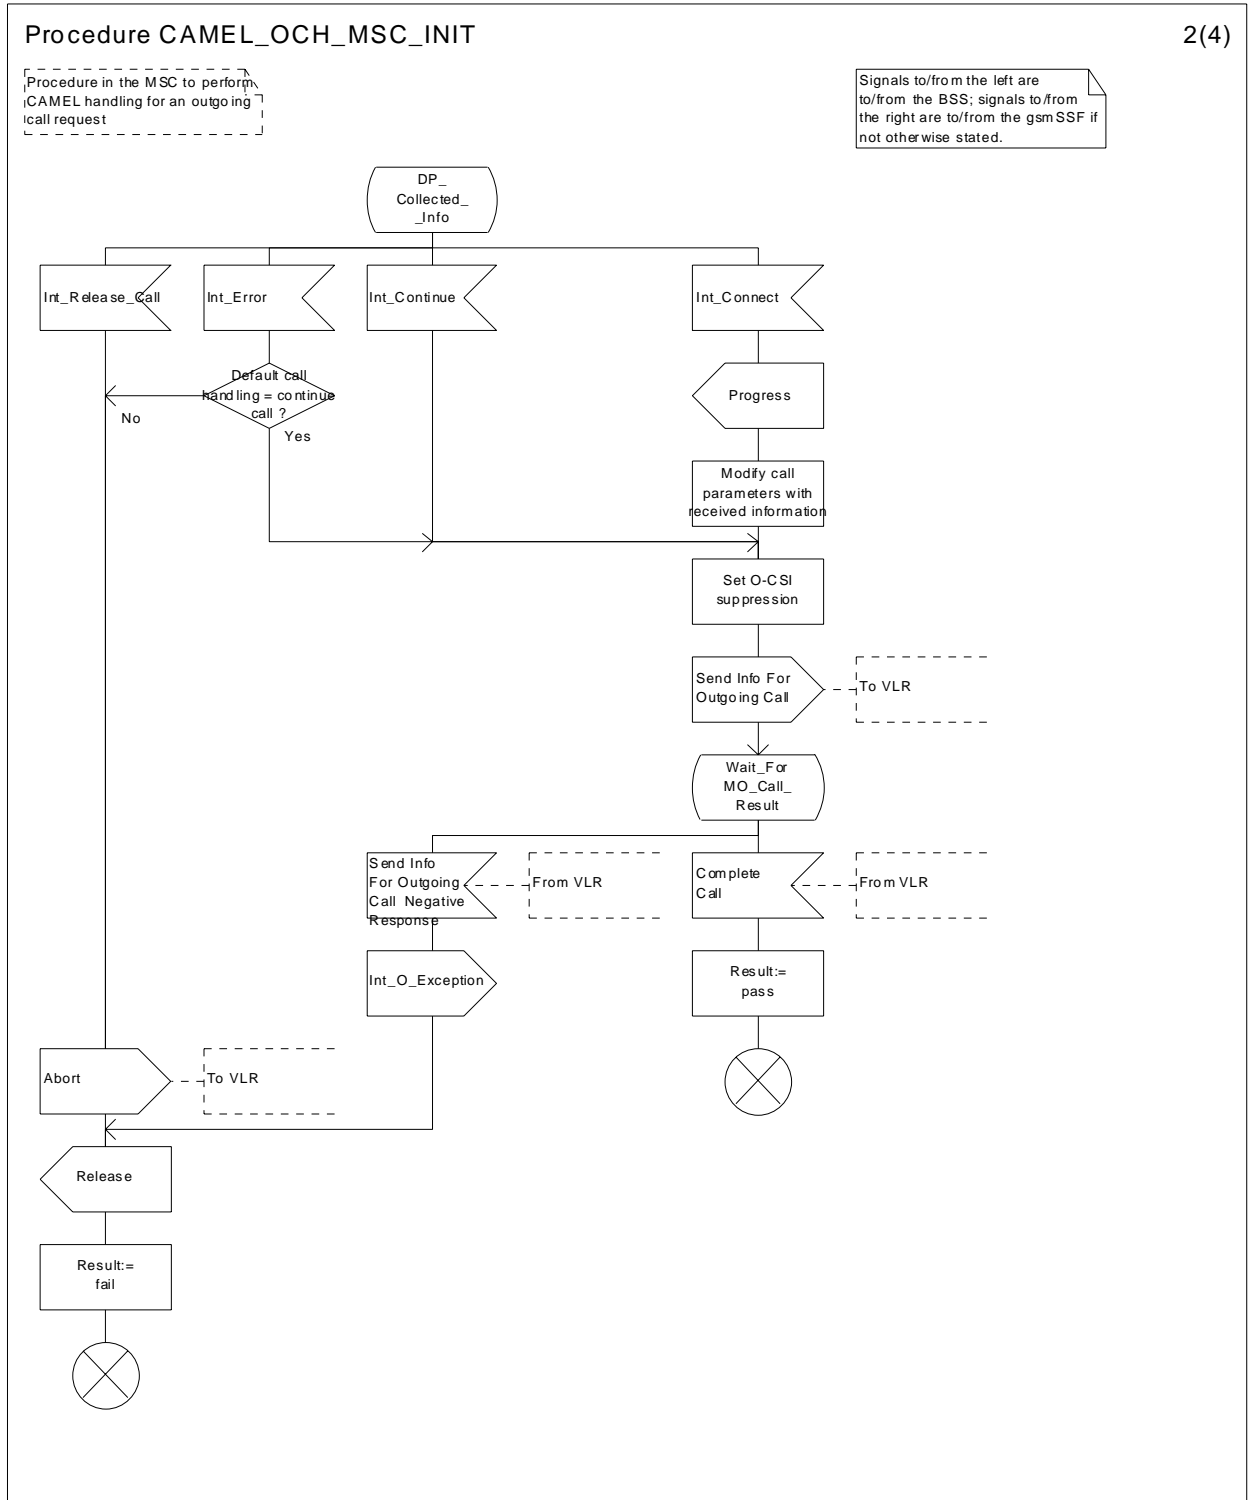 Procedure CAMEL_OCH_MSC_INIT
2(4)
Procedure in the MSC to perform
CAMEL handling for an outgoing
call request
Signals to/from the left are
to/from the BSS; signals to/from
the right are to/from the gsmSSF if
not otherwise stated.
DP_
Collected_
_Info
Int_Release_Call
Int_Error
Int_Continue
Int_Connect
Default call
handling = continue
call ?
No
Yes
Progress
Modify call
parameters with
received information
Set O-CSI
suppression
Send Info For
Outgoing Call
To VLR
Wait_For
MO_Call_
Result
Send Info
For Outgoing
Call Negative
Response
From VLR
Complete
Call
From VLR
Int_O_Exception
Result:=
pass
Abort
To VLR
Release
Result:=
fail